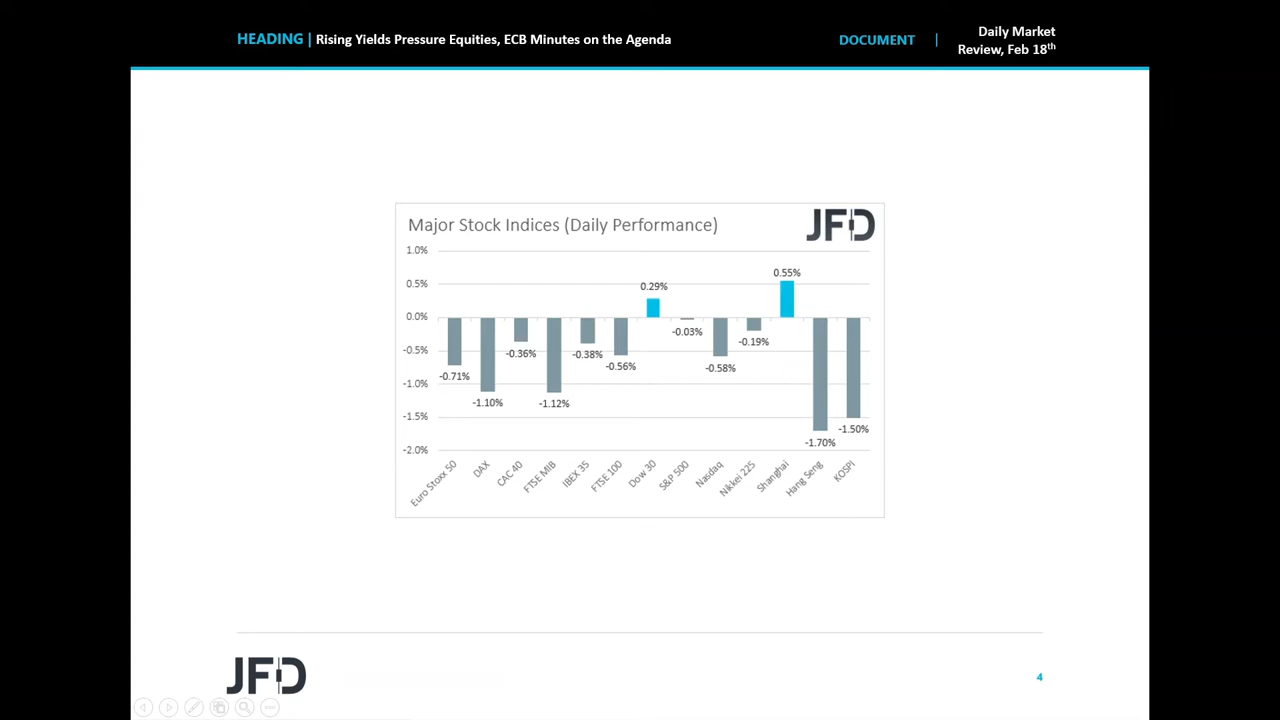 HEADING | Rising Yields Pressure Equities, ECB Minutes on the Agenda
DOCUMENT | Daily Market
Review, Feb 18th
Major Stock Indices (Daily Performance)
JFD
1.0%
0.5%
0.0%
-0.5%
-1.0%
-1.5%
-2.0%
-0.71%
-1.10%
-0.36%
-1.12%
-0.38%
-0.56%
0.29%
-0.03%
-0.58%
-0.19%
0.55%
-1.70%
-1.50%
Euro Stoxx 50
DAX
CAC 40
FTSE MIB
IBEX 35
FTSE 100
Dow 30
S&P 500
Nasdaq
Nikkei 225
Shanghai
Hang Seng
KOSPI
JFD
4